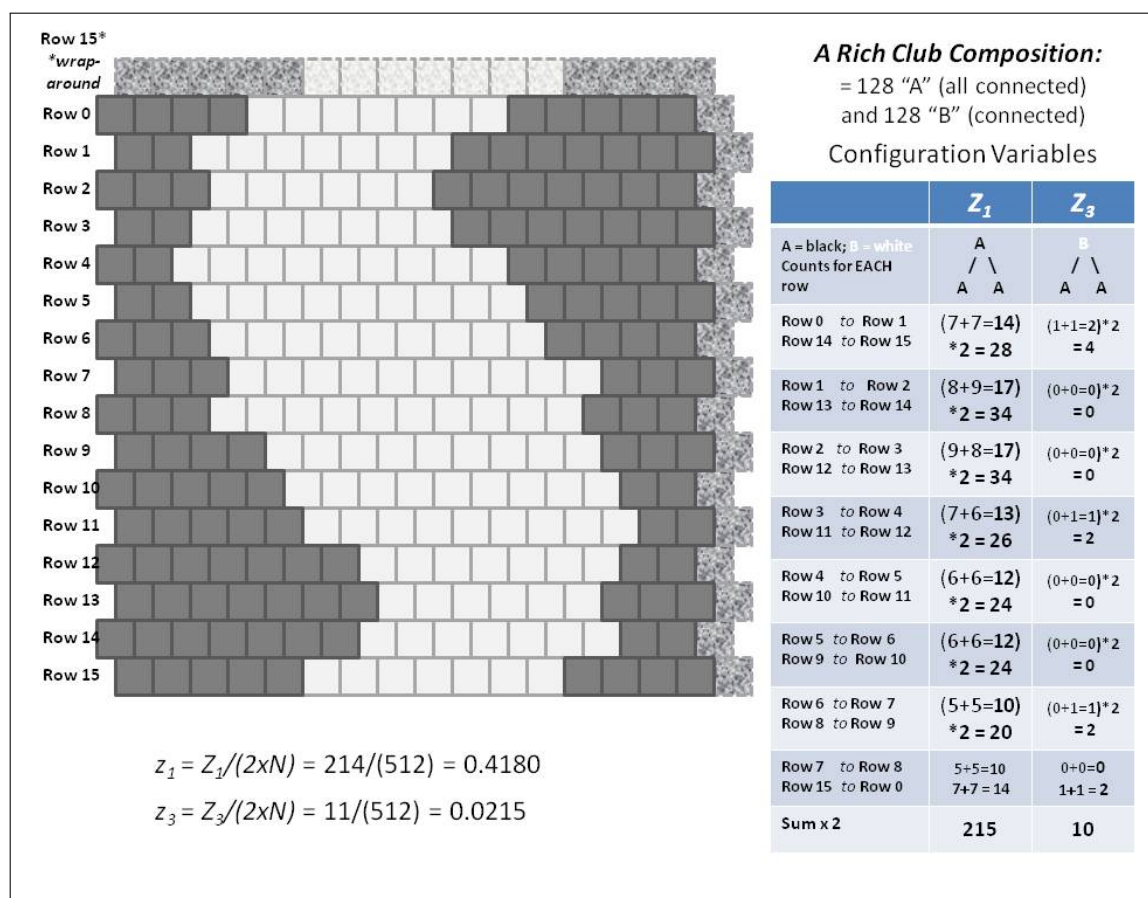 Row 15*
*wrap-
around
Row 0
Row 1
Row 2
Row 3
Row 4
Row 5
Row 6
Row 7
Row 8
Row 9
Row 10
Row 11
Row 12
Row 13
Row 14
Row 15
z₁ = Z₁/(2xN) = 214/(512) = 0.4180
z₃ = Z₃/(2xN) = 11/(512) = 0.0215
A Rich Club Composition:
= 128 “A” (all connected)
and 128 “B” (connected)
Configuration Variables
Z₁ Z₃
A = black; B = white
Counts for EACH
row
A
/ \
A A
B
/ \
A A
Row 0 to Row 1
Row 14 to Row 15
(7+7=14)
*2 = 28
(1+1=2)*2
= 4
Row 1 to Row 2
Row 13 to Row 14
(8+9=17)
*2 = 34
(0+0=0)*2
= 0
Row 2 to Row 3
Row 12 to Row 13
(9+8=17)
*2 = 34
(0+0=0)*2
= 0
Row 3 to Row 4
Row 11 to Row 12
(7+6=13)
*2 = 26
(0+1=1)*2
= 2
Row 4 to Row 5
Row 10 to Row 11
(6+6=12)
*2 = 24
(0+0=0)*2
= 0
Row 5 to Row 6
Row 9 to Row 10
(6+6=12)
*2 = 24
(0+0=0)*2
= 0
Row 6 to Row 7
Row 8 to Row 9
(5+5=10)
*2 = 20
(0+1=1)*2
= 2
Row 7 to Row 8
Row 15 to Row 0
5+5=10
7+7 = 14
0+0=0
1+1 = 2
Sum x 2 215 10